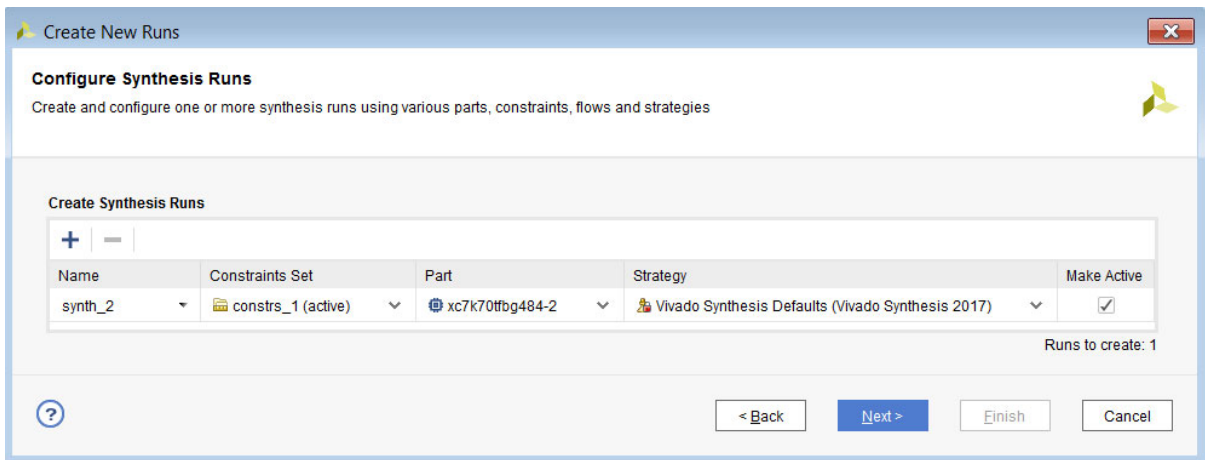 Create New Runs
Configure Synthesis Runs
Create and configure one or more synthesis runs using various parts, constraints, flows and strategies
Create Synthesis Runs
Name Constraints Set Part Strategy Make Active
synth_2 constrs_1 (active) xc7k70tfbg484-2 Vivado Synthesis Defaults (Vivado Synthesis 2017)
Runs to create: 1
? < Back Next > Finish Cancel